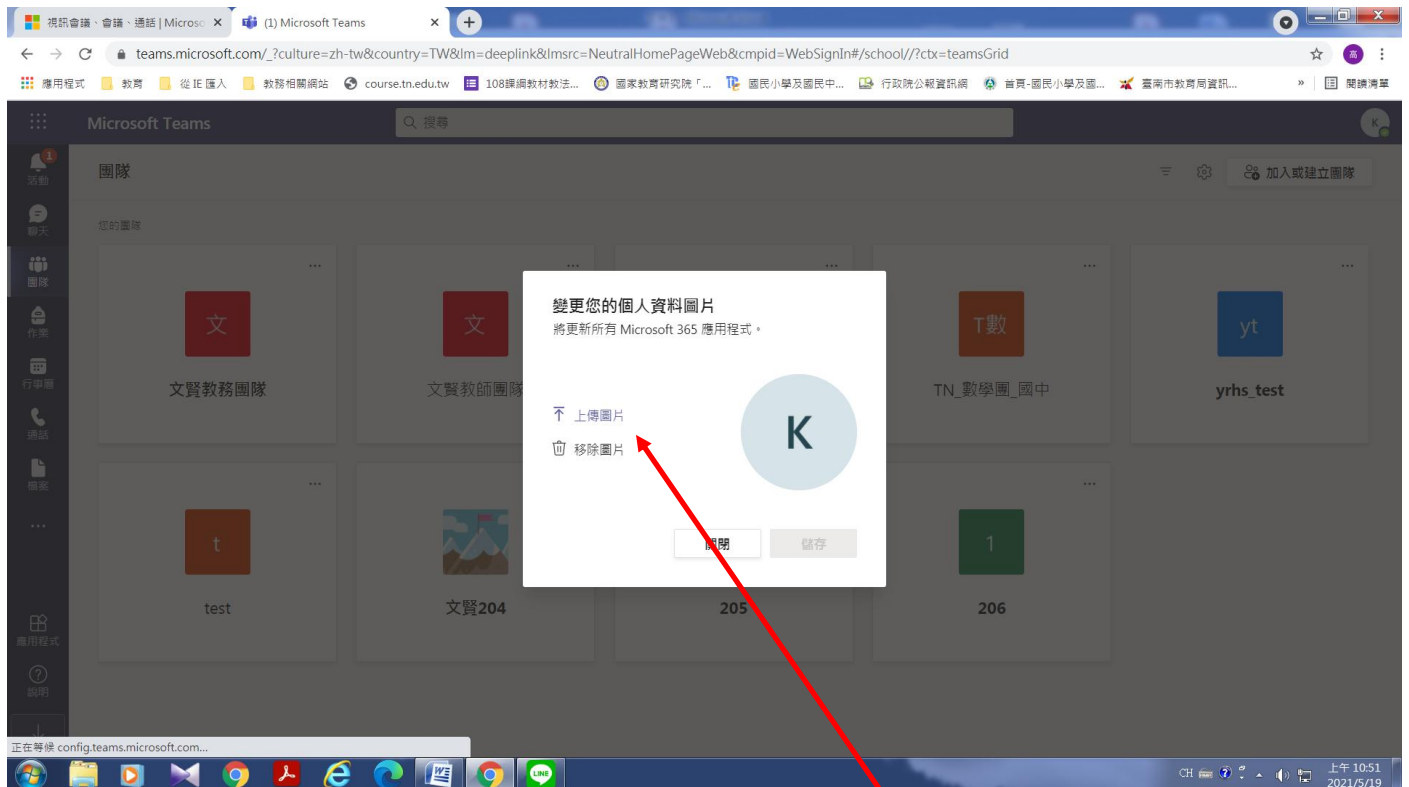 視訊會議、會議、通話 | Microso
(1) Microsoft Teams
teams.microsoft.com/_?culture=zh-tw&country=TW&lm=deeplink&lmsrc=NeutralHomePageWeb&cmpid=WebSignIn#/school//?ctx=teamsGrid
高
應用程式
教育
從 IE 匯入
教務相關網站
course.tn.edu.tw
108課綱教材教法...
國家教育研究院「...
國民小學及國民中...
行政院公報資訊網
首頁-國民小學及國...
臺南市教育局資訊...
»
閱讀清單
Microsoft Teams
搜尋
K
1
活動
聊天
團隊
作業
行事曆
通話
檔案
...
應用程式
說明
團隊
加入或建立團隊
您的團隊
文
文賢教務團隊
文
文賢教師團隊
T數
TN_數學團_國中
yt
yrhs_test
t
test
文賢204
205
1
206
變更您的個人資料圖片
將更新所有 Microsoft 365 應用程式。
上傳圖片
移除圖片
K
關閉
儲存
正在等候 config.teams.microsoft.com...
LINE
CH
上午 10:51
2021/5/19